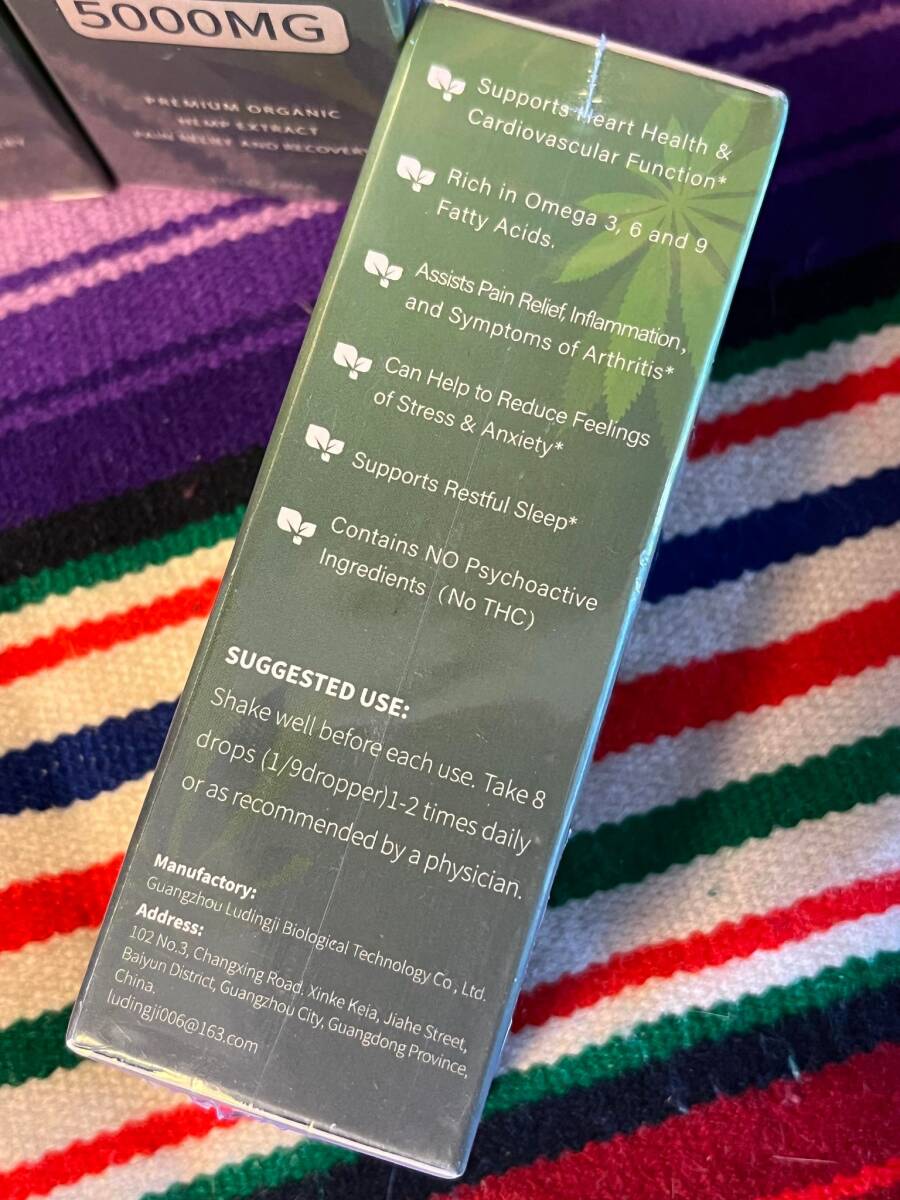 5000MG
PREMIUM ORGANIC
HEMP EXTRACT
PAIN RELIEF AND RECOVERY
Supports Heart Health &
Cardiovascular Function*
Rich in Omega 3, 6 and 9
Fatty Acids.
Assists Pain Relief, Inflammation,
and Symptoms of Arthritis*
Can Help to Reduce Feelings
of Stress & Anxiety*
Supports Restful Sleep*
Contains NO Psychoactive
Ingredients (No THC)
SUGGESTED USE:
Shake well before each use. Take 8
drops (1/9dropper)1-2 times daily
or as recommended by a physician.
Manufactory:
Guangzhou Ludingji Biological Technology Co., Ltd.
Address:
102 No.3, Changxing Road. Xinke Keia, Jiahe Street,
Baiyun District, Guangzhou City, Guangdong Province,
China.
ludingji006@163.com